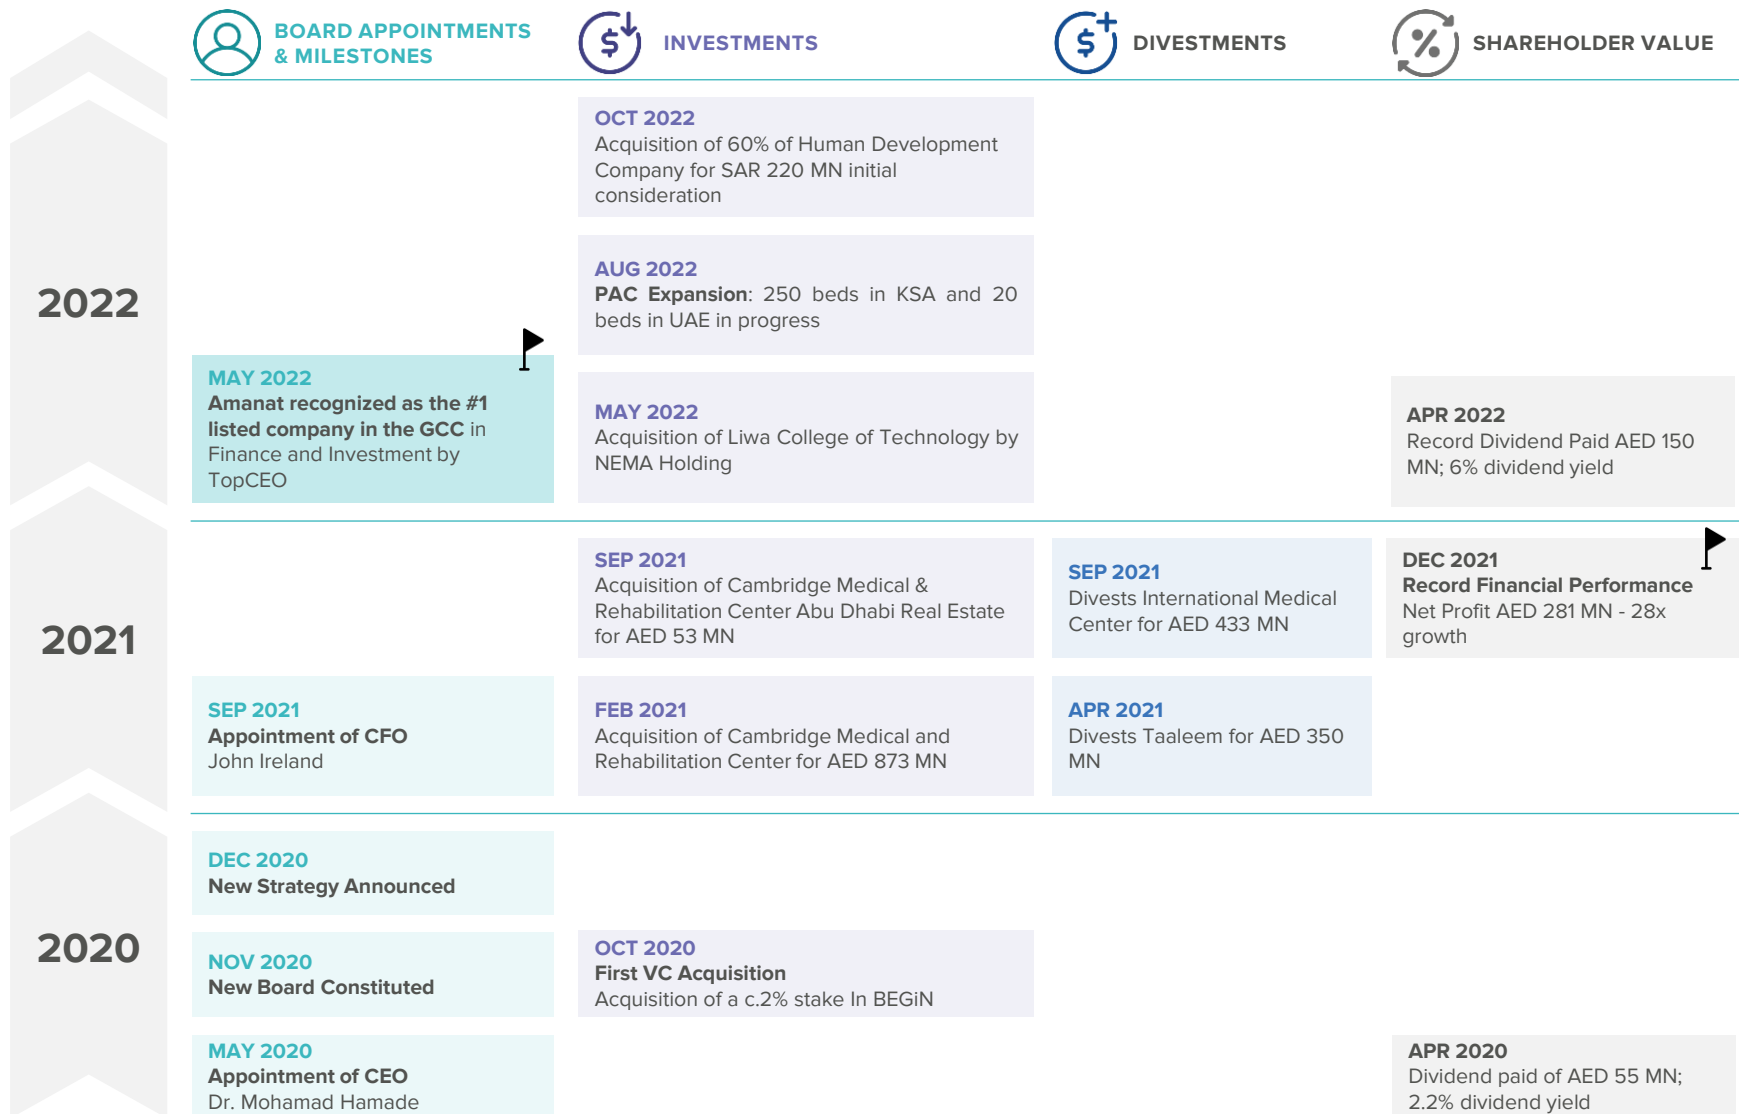 BOARD APPOINTMENTS
& MILESTONES
INVESTMENTS
DIVESTMENTS
SHAREHOLDER VALUE
2022
OCT 2022
Acquisition of 60% of Human Development
Company for SAR 220 MN initial
consideration
AUG 2022
PAC Expansion: 250 beds in KSA and 20
beds in UAE in progress
MAY 2022
Amanat recognized as the #1
listed company in the GCC in
Finance and Investment by
TopCEO
MAY 2022
Acquisition of Liwa College of Technology by
NEMA Holding
APR 2022
Record Dividend Paid AED 150
MN; 6% dividend yield
2021
SEP 2021
Acquisition of Cambridge Medical &
Rehabilitation Center Abu Dhabi Real Estate
for AED 53 MN
SEP 2021
Divests International Medical
Center for AED 433 MN
DEC 2021
Record Financial Performance
Net Profit AED 281 MN - 28x
growth
SEP 2021
Appointment of CFO
John Ireland
FEB 2021
Acquisition of Cambridge Medical and
Rehabilitation Center for AED 873 MN
APR 2021
Divests Taaleem for AED 350
MN
2020
DEC 2020
New Strategy Announced
NOV 2020
New Board Constituted
OCT 2020
First VC Acquisition
Acquisition of a c.2% stake In BEGiN
MAY 2020
Appointment of CEO
Dr. Mohamad Hamade
APR 2020
Dividend paid of AED 55 MN;
2.2% dividend yield